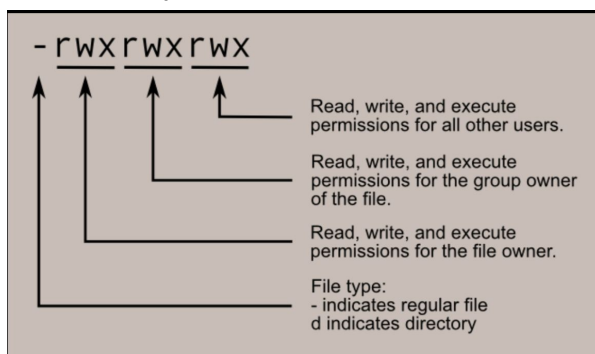 -rwxrwxrwx
Read, write, and execute
permissions for all other users.
Read, write, and execute
permissions for the group owner
of the file.
Read, write, and execute
permissions for the file owner.
File type:
- indicates regular file
d indicates directory